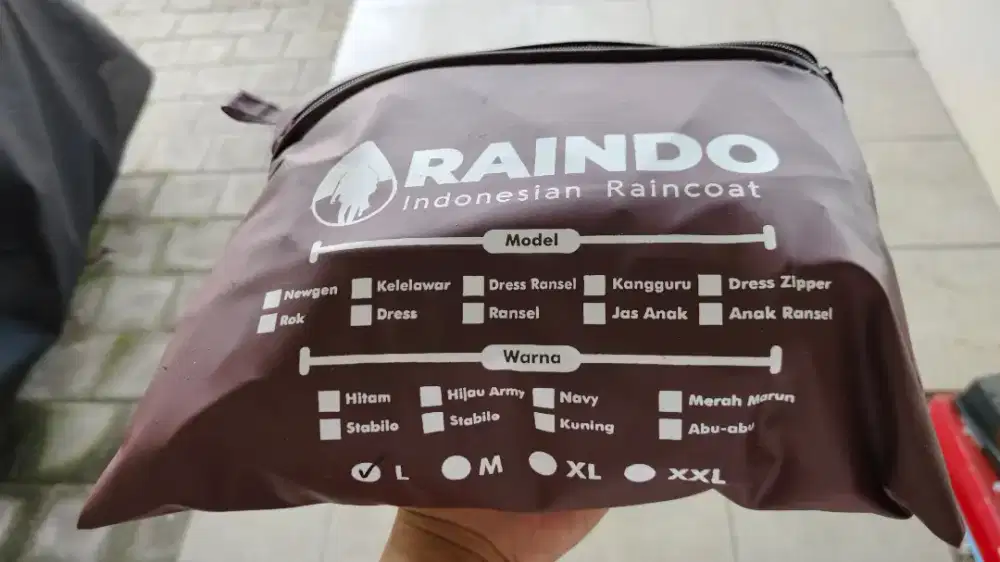 RAINDO
Indonesian Raincoat
Model
Newgen Kelelawar Dress Ransel Kangguru Dress Zipper
Rok Dress Ransel Jas Anak Anak Ransel
Warna
Hitam Hijau Army Navy Merah Marun
Stabilo Stabilo Kuning Abu-abu
L M XL XXL